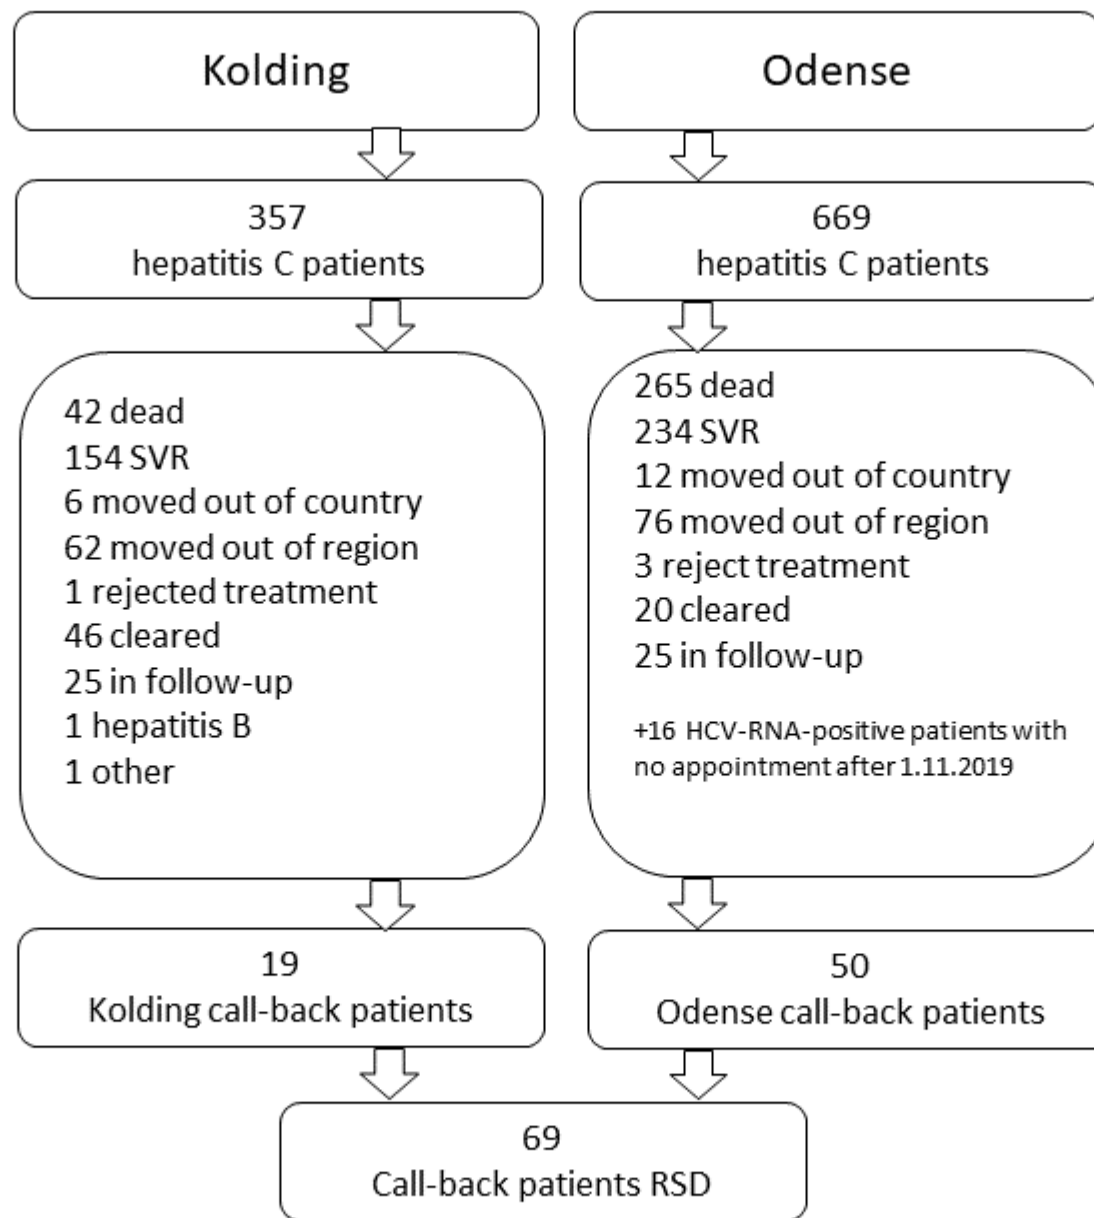 Kolding
Odense
357
hepatitis C patients
669
hepatitis C patients
42 dead
154 SVR
6 moved out of country
62 moved out of region
1 rejected treatment
46 cleared
25 in follow-up
1 hepatitis B
1 other
265 dead
234 SVR
12 moved out of country
76 moved out of region
3 reject treatment
20 cleared
25 in follow-up
+16 HCV-RNA-positive patients with
no appointment after 1.11.2019
19
Kolding call-back patients
50
Odense call-back patients
69
Call-back patients RSD